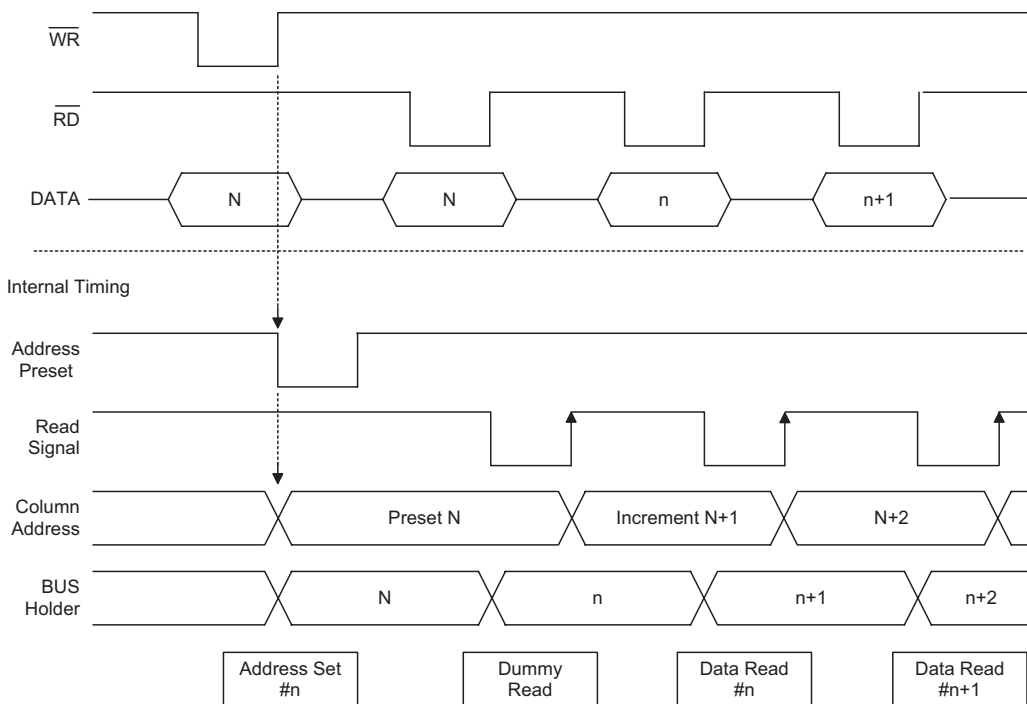 WR
RD
DATA
N
N
n
n+1
Internal Timing
Address
Preset
Read
Signal
Column
Address
Preset N
Increment N+1
N+2
BUS
Holder
N
n
n+1
n+2
Address Set
#n
Dummy
Read
Data Read
#n
Data Read
#n+1